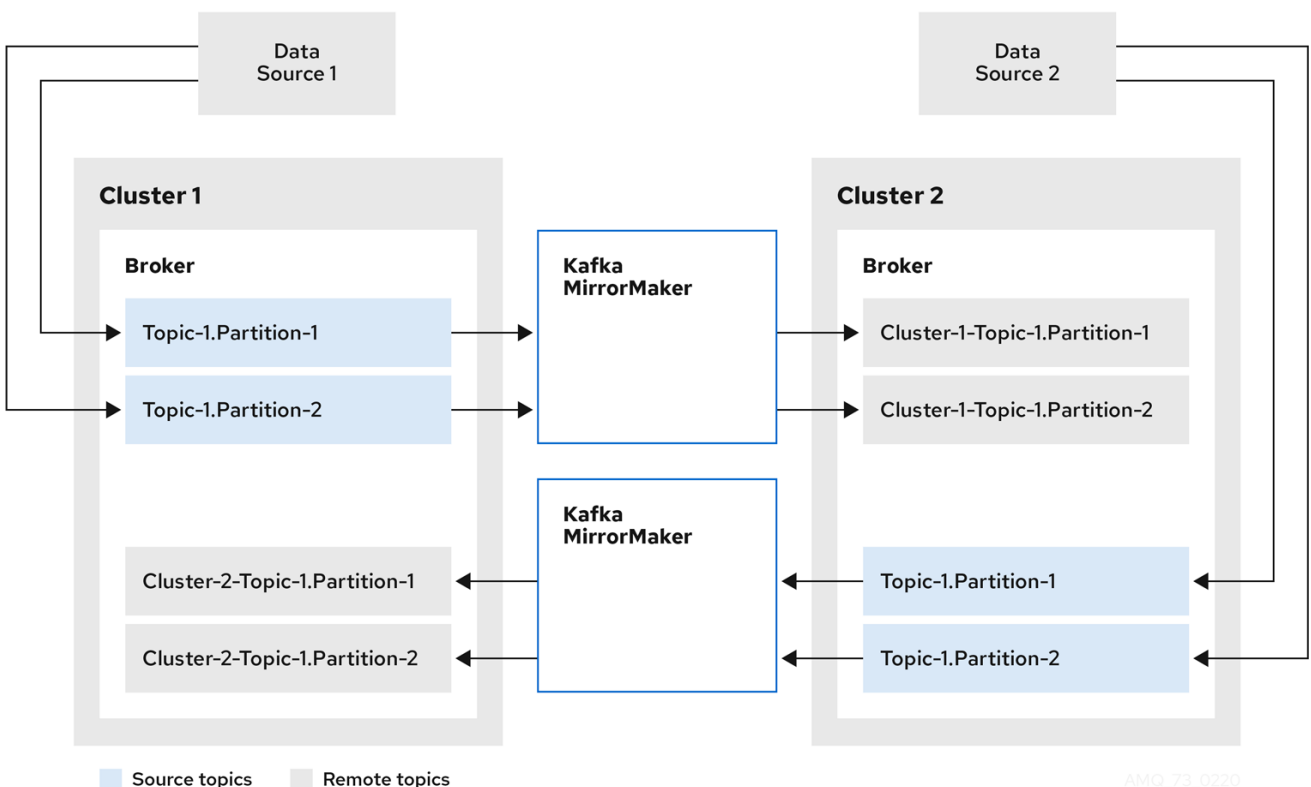 Data
Source 1
Data
Source 2
Cluster 1
Broker
Topic-1.Partition-1
Topic-1.Partition-2
Cluster-2-Topic-1.Partition-1
Cluster-2-Topic-1.Partition-2
Kafka
MirrorMaker
Kafka
MirrorMaker
Cluster 2
Broker
Cluster-1-Topic-1.Partition-1
Cluster-1-Topic-1.Partition-2
Topic-1.Partition-1
Topic-1.Partition-2
Source topics
Remote topics
AMQ_73_0220